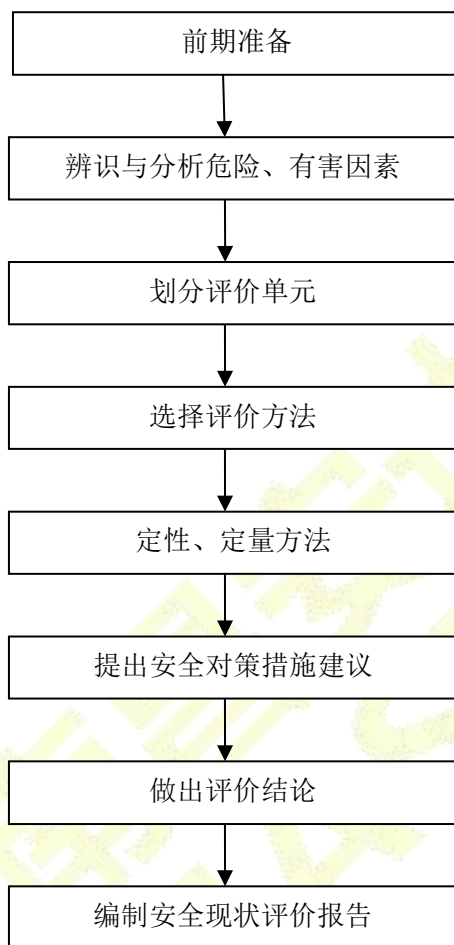 前期准备
辨识与分析危险、有害因素
划分评价单元
选择评价方法
定性、定量方法
提出安全对策措施建议
做出评价结论
编制安全现状评价报告